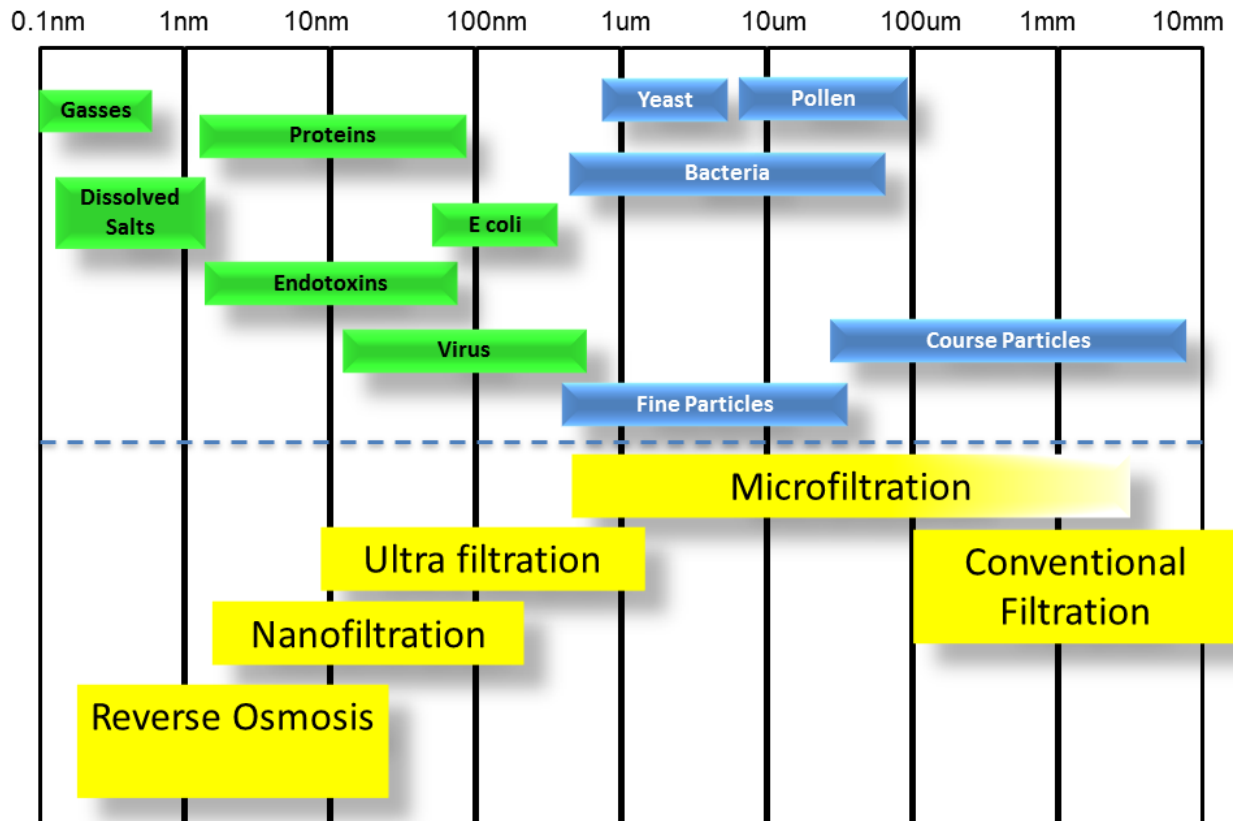 0.1nm 1nm 10nm 100nm 1um 10um 100um 1mm 10mm
Gasses
Yeast
Pollen
Proteins
Bacteria
Dissolved
Salts
E coli
Endotoxins
Virus
Course Particles
Fine Particles
Microfiltration
Ultra filtration
Conventional
Filtration
Nanofiltration
Reverse Osmosis